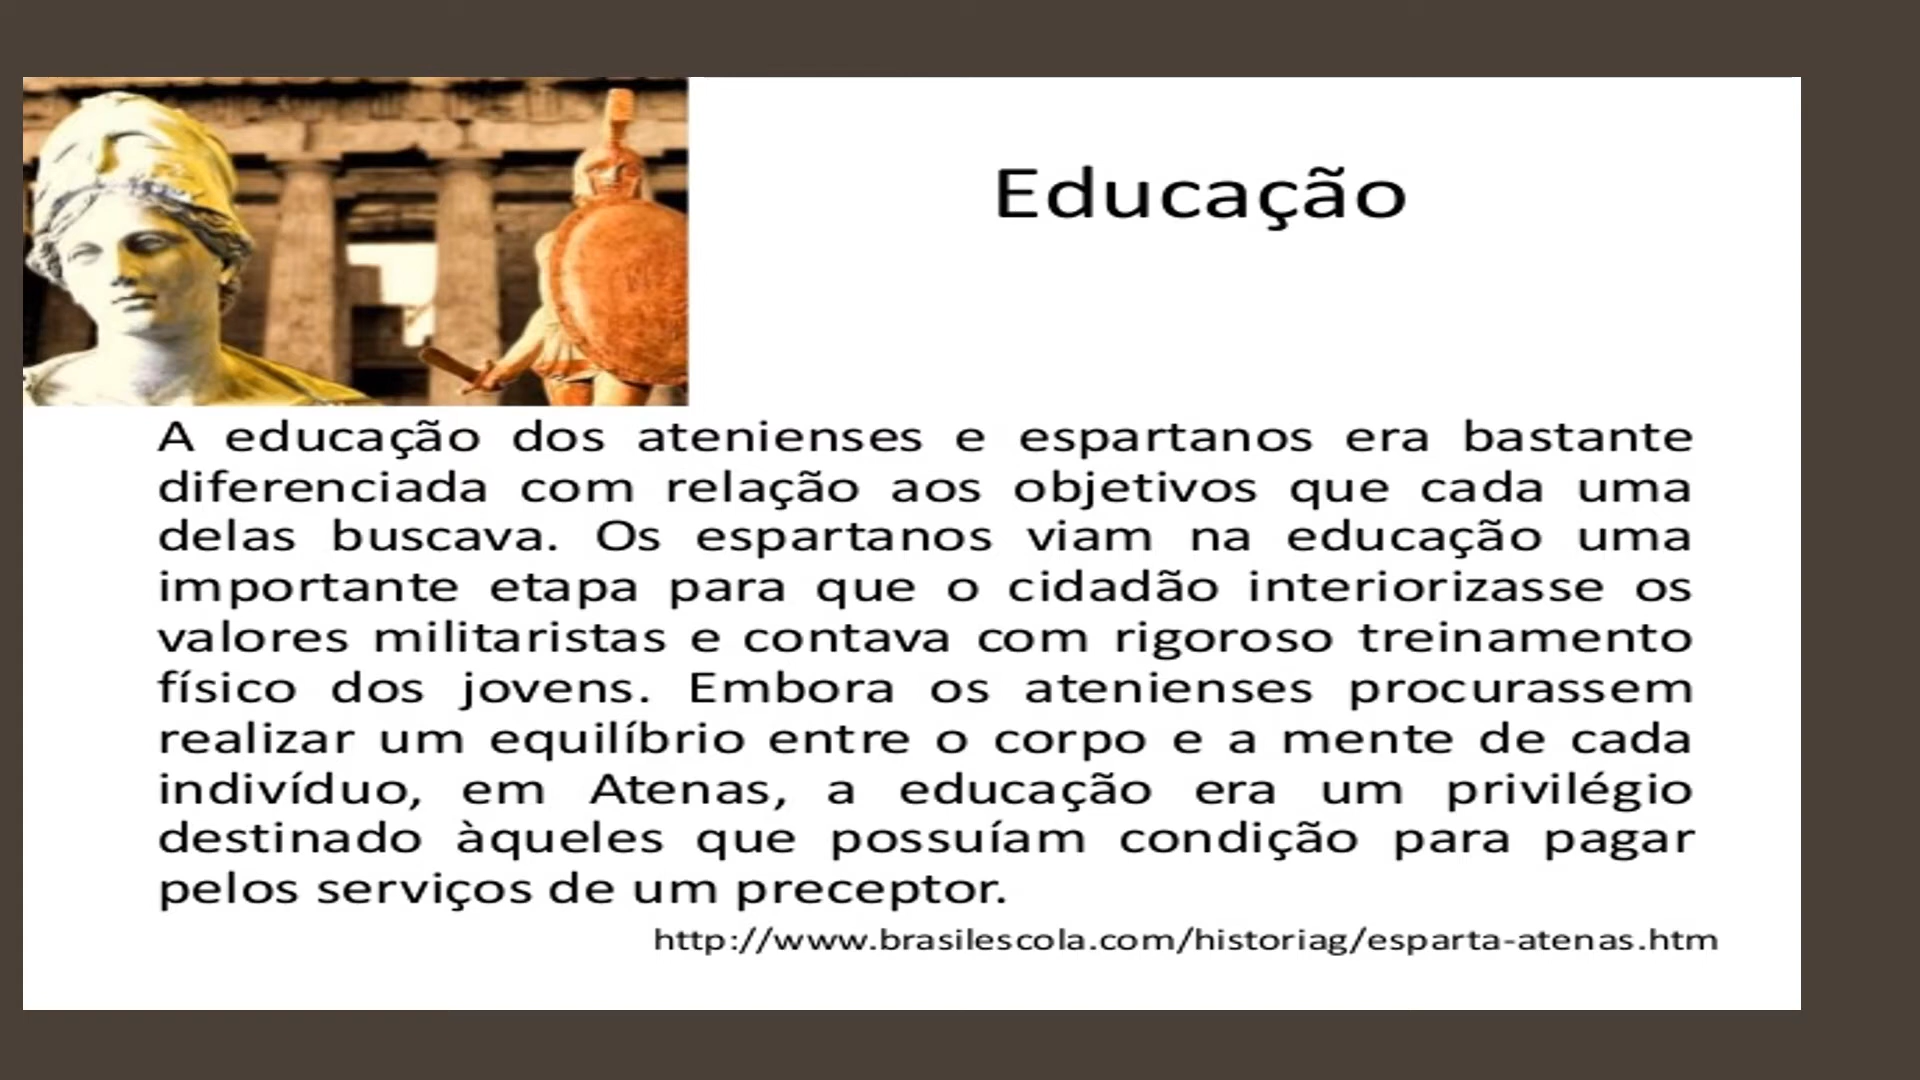 Educação
A educação dos atenienses e espartanos era bastante
diferenciada com relação aos objetivos que cada uma
delas buscava. Os espartanos viam na educação uma
importante etapa para que o cidadão interiorizasse os
valores militaristas e contava com rigoroso treinamento
físico dos jovens. Embora os atenienses procurassem
realizar um equilíbrio entre o corpo e a mente de cada
indivíduo, em Atenas, a educação era um privilégio
destinado àqueles que possuíam condição para pagar
pelos serviços de um preceptor.
http://www.brasilescola.com/historiag/esparta-atenas.htm